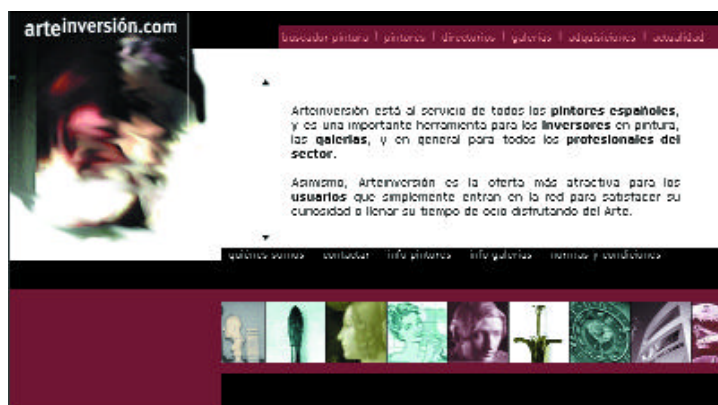 arteinversión.com
buscador pintura | pintores | directorios | galerías | adquisiciones | actualidad
Arteinversión está al servicio de todos los pintores españoles,
y es una importante herramienta para los inversores en pintura,
las galerías, y en general para todos los profesionales del
sector.
Asimismo, Arteinversión es la oferta más atractiva para los
usuarios que simplemente entran en la red para satisfacer su
curiosidad o llenar su tiempo de ocio disfrutando del Arte.
quiénes somos contactar info pintores info galerías normas y condiciones